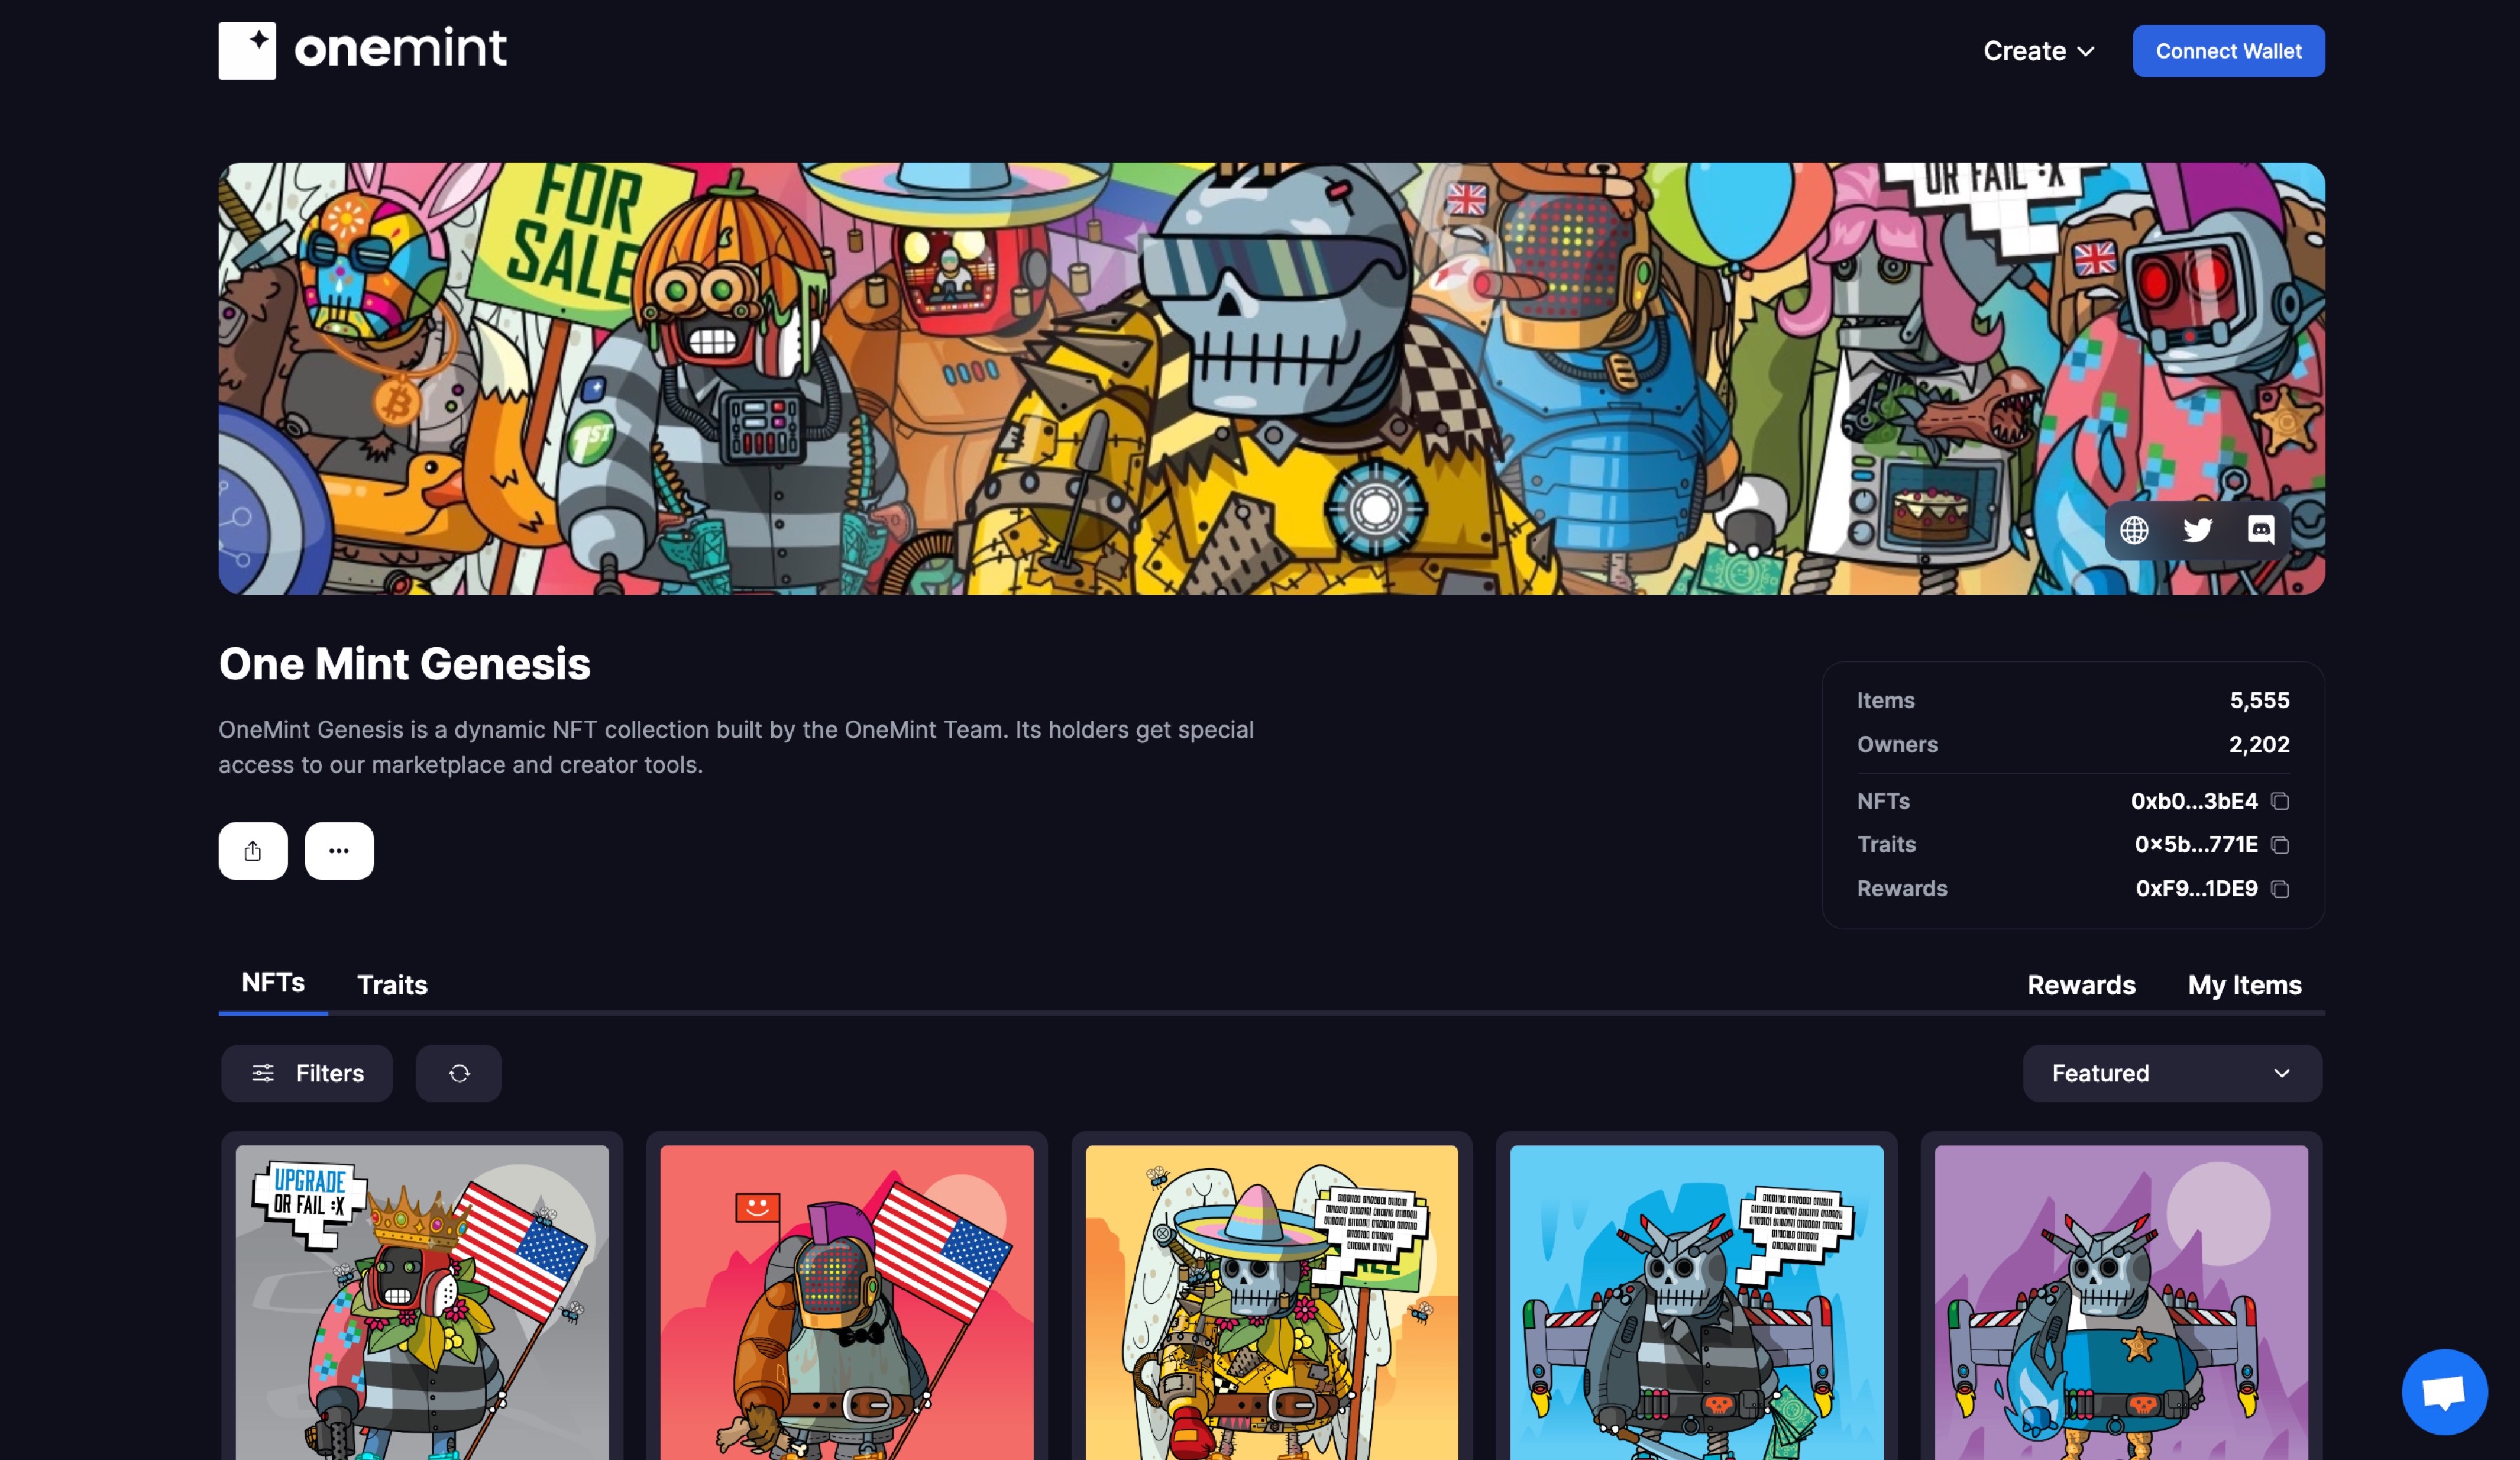 onemint
Create
Connect Wallet
FOR
SALE
OR FAIL :X
1ST
One Mint Genesis
OneMint Genesis is a dynamic NFT collection built by the OneMint Team. Its holders get special
access to our marketplace and creator tools.
Items 5,555
Owners 2,202
NFTs 0xb0...3bE4
Traits 0x5b...771E
Rewards 0xF9...1DE9
NFTs Traits Rewards My Items
Filters
Featured
UPGRADE
OR FAIL :X